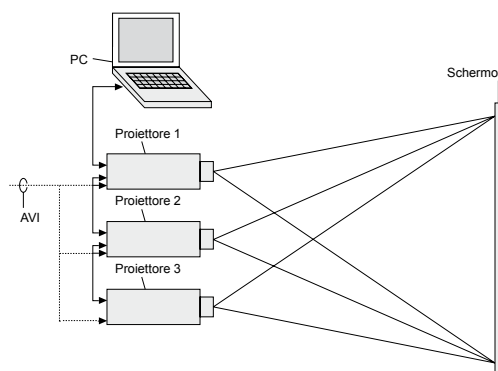 PC
Schermo
Proiettore 1
AVI
Proiettore 2
Proiettore 3